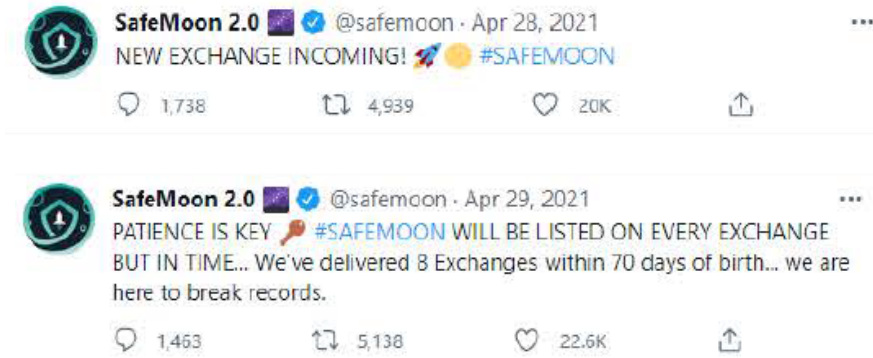 SafeMoon 2.0 🌌 @safemoon · Apr 28, 2021
NEW EXCHANGE INCOMING! 🚀🌕 #SAFEMOON
1,738 4,939 20K
SafeMoon 2.0 🌌 @safemoon · Apr 29, 2021
PATIENCE IS KEY 🔑 #SAFEMOON WILL BE LISTED ON EVERY EXCHANGE
BUT IN TIME... We've delivered 8 Exchanges within 70 days of birth... we are
here to break records.
1,463 5,138 22.6K